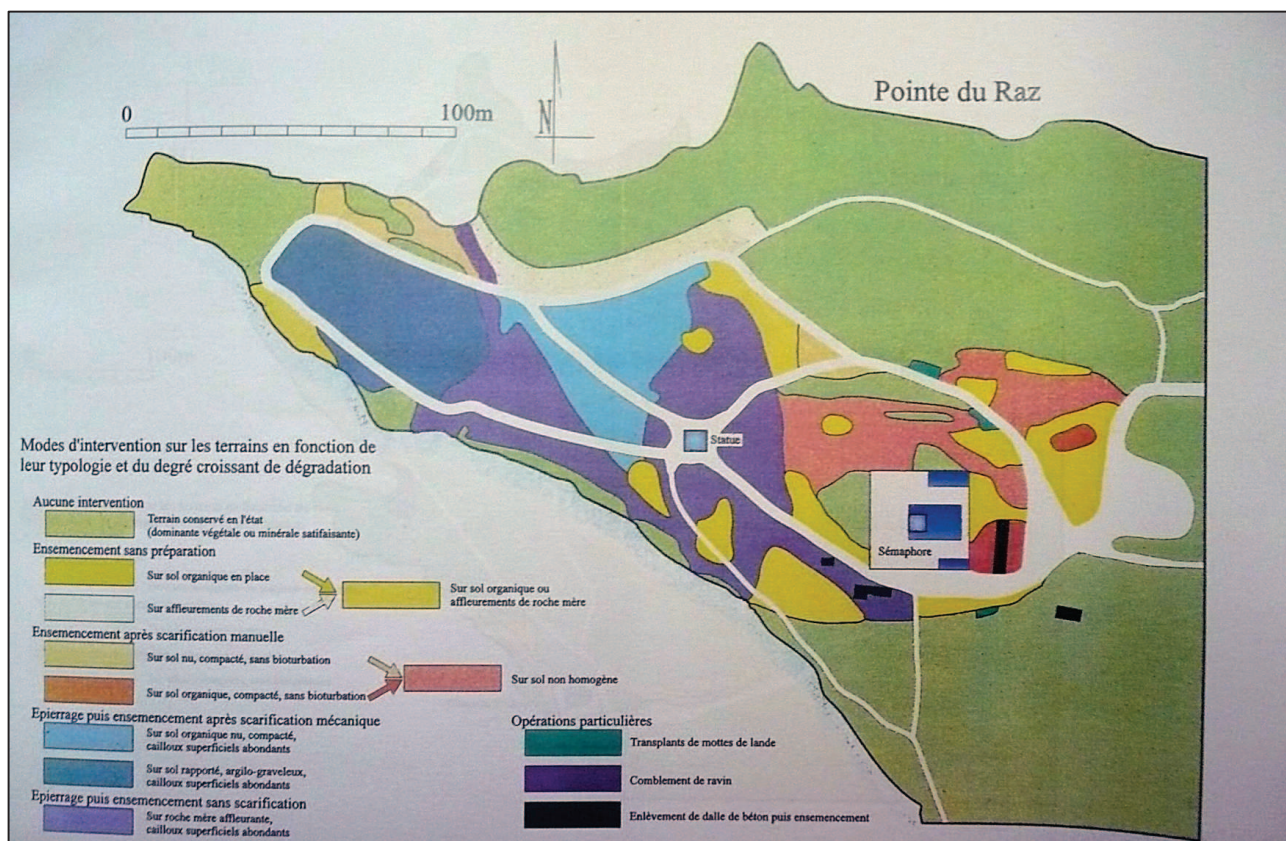 Pointe du Raz
0 100m
N
Statue
Sémaphore
Modes d'intervention sur les terrains en fonction de
leur typologie et du degré croissant de dégradation
Aucune intervention
Terrain conservé en l'état
(dominante végétale ou minérale satifaisante)
Ensemencement sans préparation
Sur sol organique en place
Sur affleurements de roche mère
Sur sol organique ou
affleurements de roche mère
Ensemencement après scarification manuelle
Sur sol nu, compacté, sans bioturbation
Sur sol organique, compacté, sans bioturbation
Sur sol non homogène
Epierrage puis ensemencement après scarification mécanique
Sur sol organique nu, compacté,
cailloux superficiels abondants
Sur sol rapporté, argilo-graveleux,
cailloux superficiels abondants
Epierrage puis ensemencement sans scarification
Sur roche mère affleurante,
cailloux superficiels abondants
Opérations particulières
Transplants de mottes de lande
Comblement de ravin
Enlèvement de dalle de béton puis ensemencement